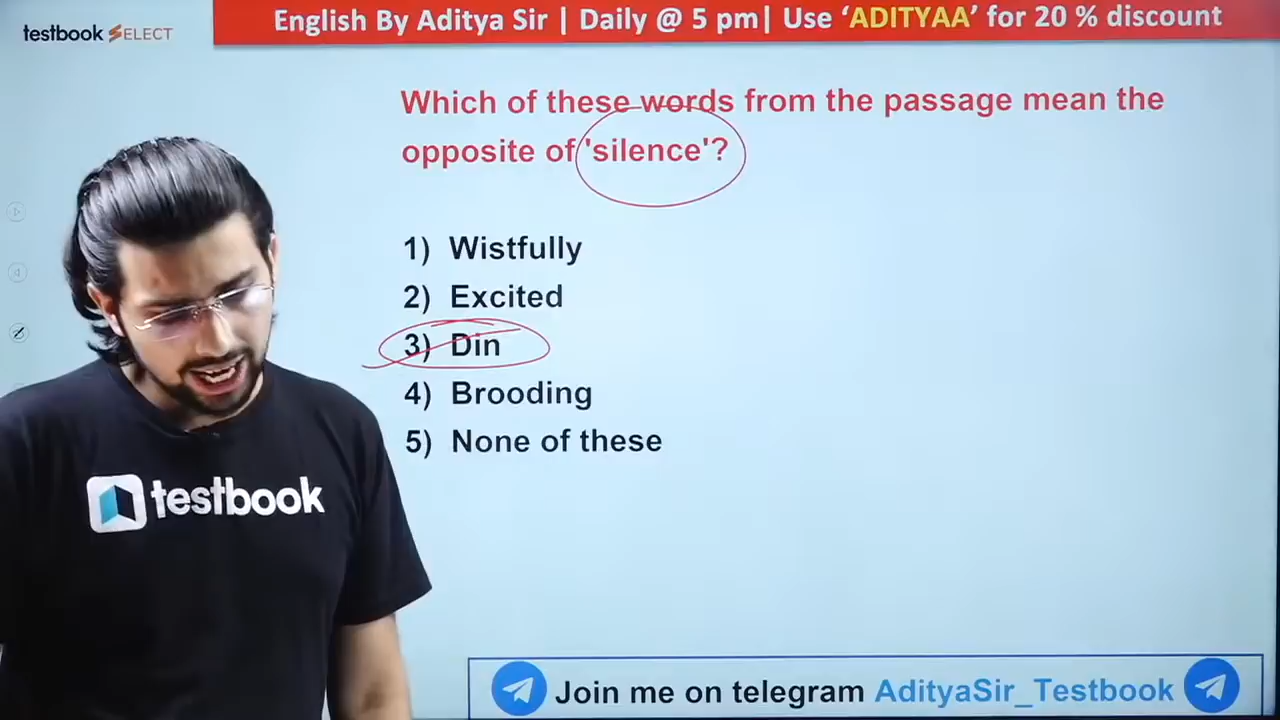 testbook SELECT
English By Aditya Sir | Daily @ 5 pm| Use ‘ADITYAA’ for 20 % discount
Which of these words from the passage mean the
opposite of 'silence'?
1) Wistfully
2) Excited
3) Din
4) Brooding
5) None of these
testbook
Join me on telegram AdityaSir_Testbook